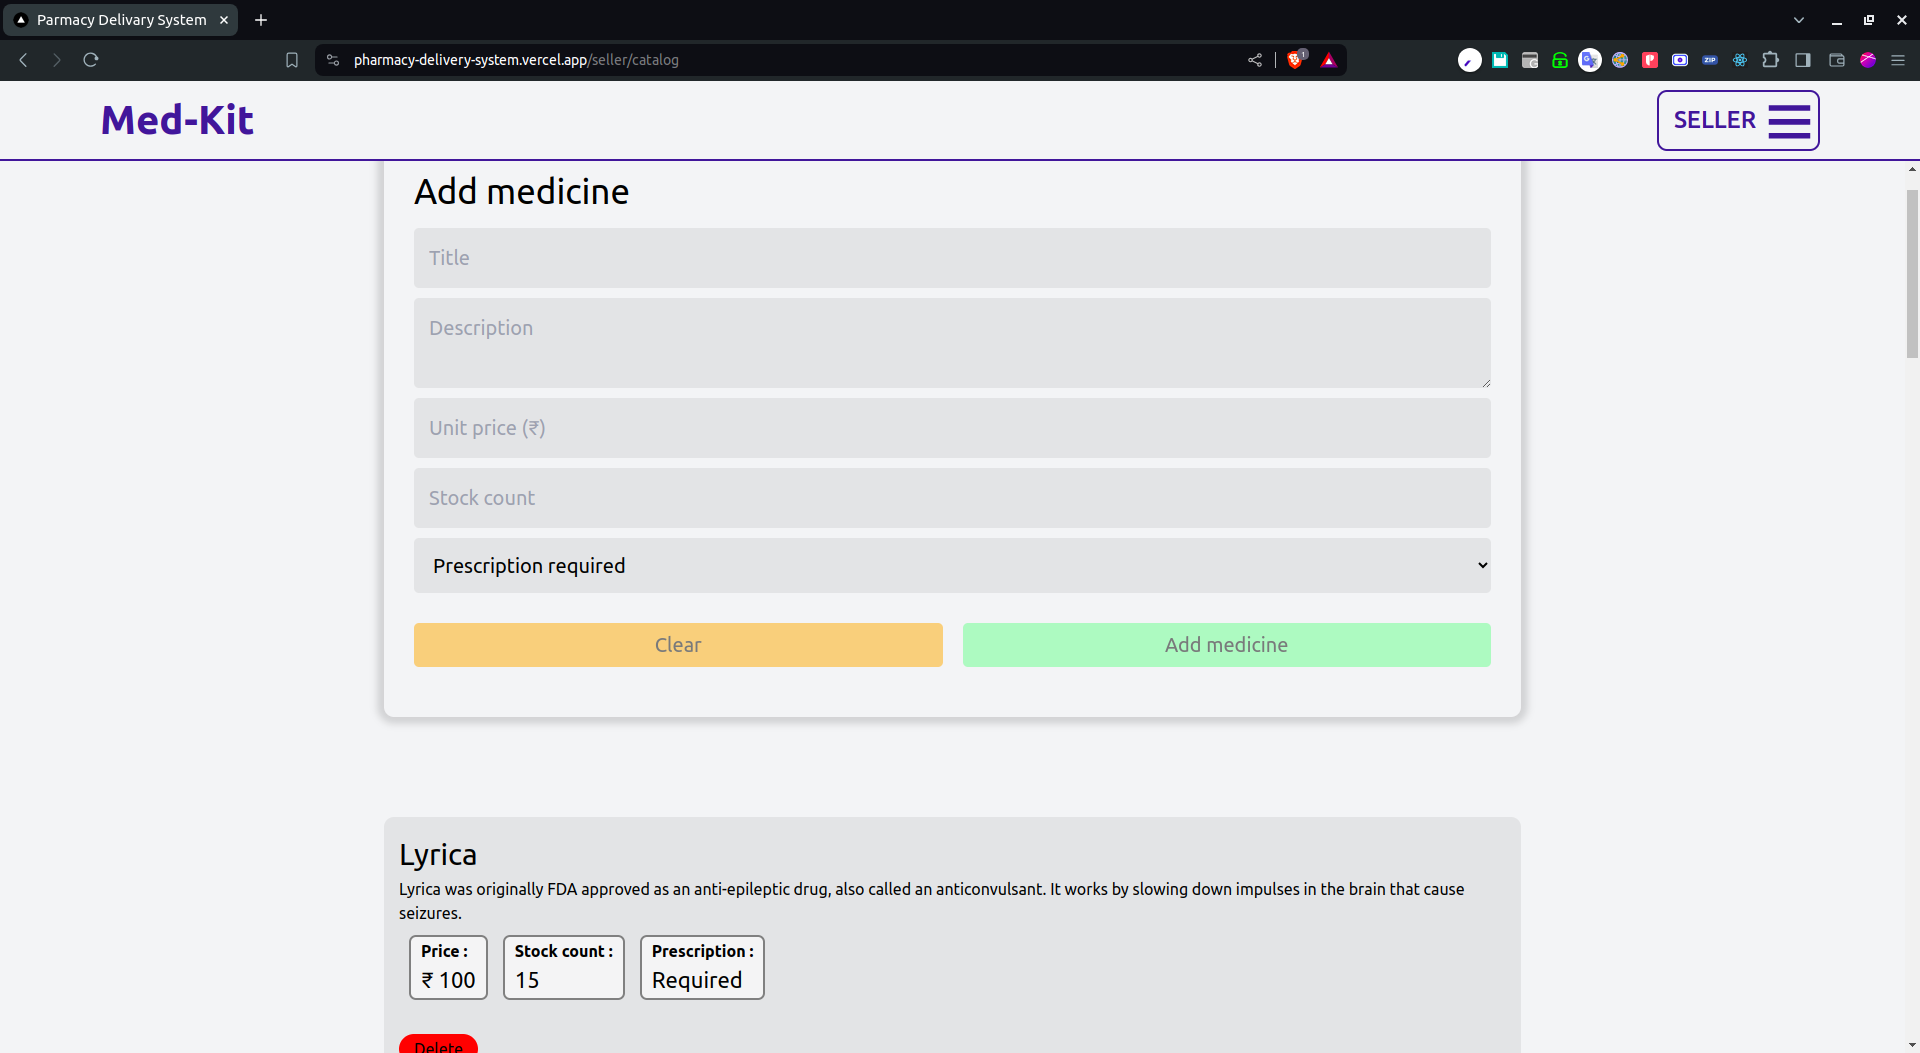 Parmacy Delivary System
pharmacy-delivery-system.vercel.app/seller/catalog
1
ZIP
Med-Kit
SELLER
Add medicine
Title
Description
Unit price (₹)
Stock count
Prescription required
Clear
Add medicine
Lyrica
Lyrica was originally FDA approved as an anti-epileptic drug, also called an anticonvulsant. It works by slowing down impulses in the brain that cause
seizures.
Price :
₹ 100
Stock count :
15
Prescription :
Required
Delete